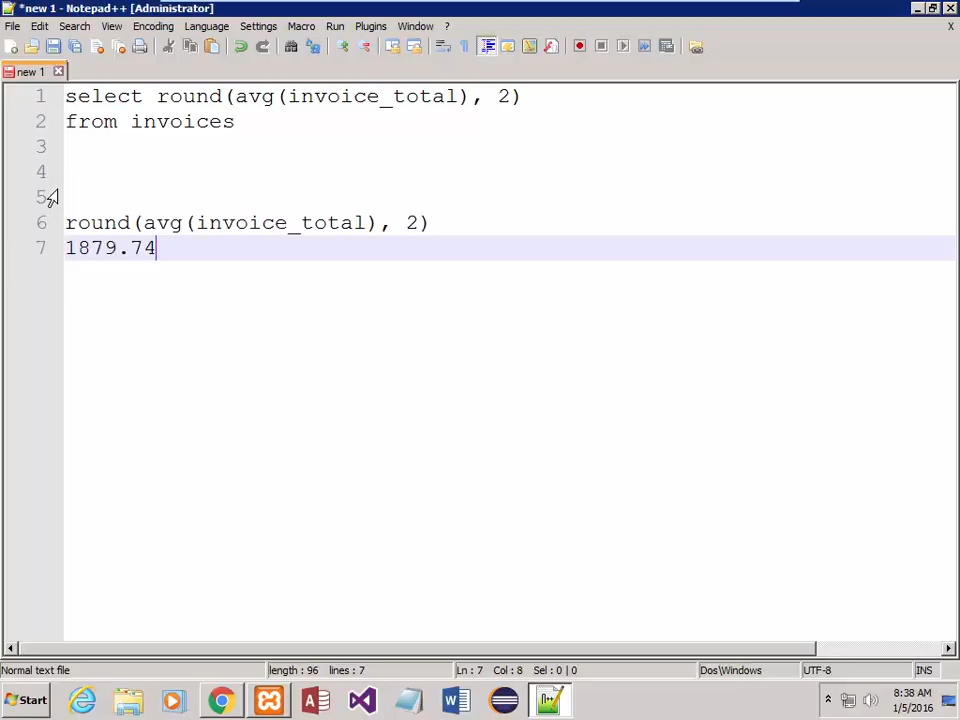 *new 1 - Notepad++ [Administrator]
File Edit Search View Encoding Language Settings Macro Run Plugins Window ? X
new 1
1 select round(avg(invoice_total), 2)
2 from invoices
3
4
5
6 round(avg(invoice_total), 2)
7 1879.74
Normal text file length : 96 lines : 7 Ln : 7 Col : 8 Sel : 0 | 0 Dos\Windows UTF-8 INS
Start 8:38 AM
1/5/2016